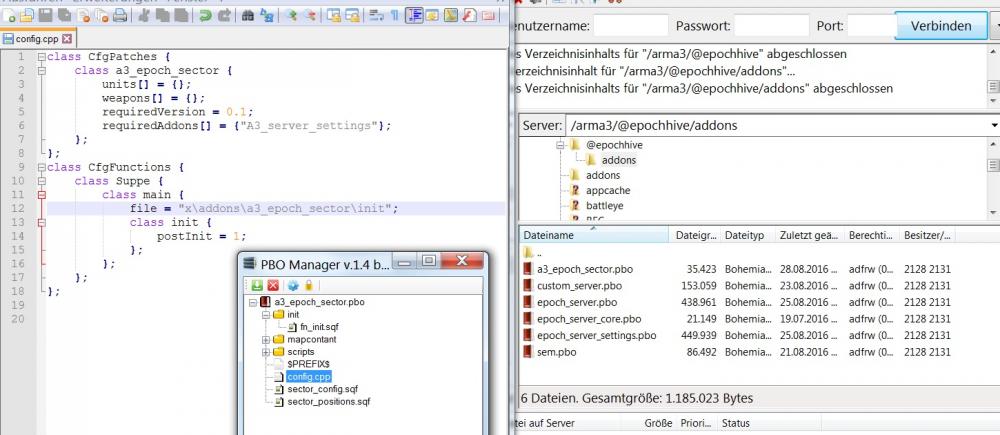 config.cpp
1 class CfgPatches {
2 class a3_epoch_sector {
3 units[] = {};
4 weapons[] = {};
5 requiredVersion = 0.1;
6 requiredAddons[] = {"A3_server_settings"};
7 };
8 };
9 class CfgFunctions {
10 class Suppe {
11 class main {
12 file = "x\addons\a3_epoch_sector\init";
13 class init {
14 postInit = 1;
15 };
16 };
17 };
18 };
19
20
PBO Manager v.1.4 b...
a3_epoch_sector.pbo
init
fn_init.sqf
mapcontant
scripts
$PREFIX$
config.cpp
sector_config.sqf
sector_positions.sqf
enutzername: Passwort: Port: Verbinden
s Verzeichnisinhalts für "/arma3/@epochhive" abgeschlossen
erzeichnisinhalt für "/arma3/@epochhive/addons"...
s Verzeichnisinhalts für "/arma3/@epochhive/addons" abgeschlossen
Server: /arma3/@epochhive/addons
@epochhive
addons
addons
appcache
battleye
Dateiname Dateigr... Dateityp Zuletzt geä... Berechti... Besitzer/...
..
a3_epoch_sector.pbo 35.423 Bohemia... 28.08.2016 ... adfrw (0... 2128 2131
custom_server.pbo 153.059 Bohemia... 23.08.2016 ... adfrw (0... 2128 2131
epoch_server.pbo 438.961 Bohemia... 25.08.2016 ... adfrw (0... 2128 2131
epoch_server_core.pbo 21.149 Bohemia... 19.07.2016 ... adfrw (0... 2128 2131
epoch_server_settings.pbo 449.939 Bohemia... 25.08.2016 ... adfrw (0... 2128 2131
sem.pbo 86.492 Bohemia... 21.08.2016 ... adfrw (0... 2128 2131
6 Dateien. Gesamtgröße: 1.185.023 Bytes
tei auf Server Größe Priori... Status